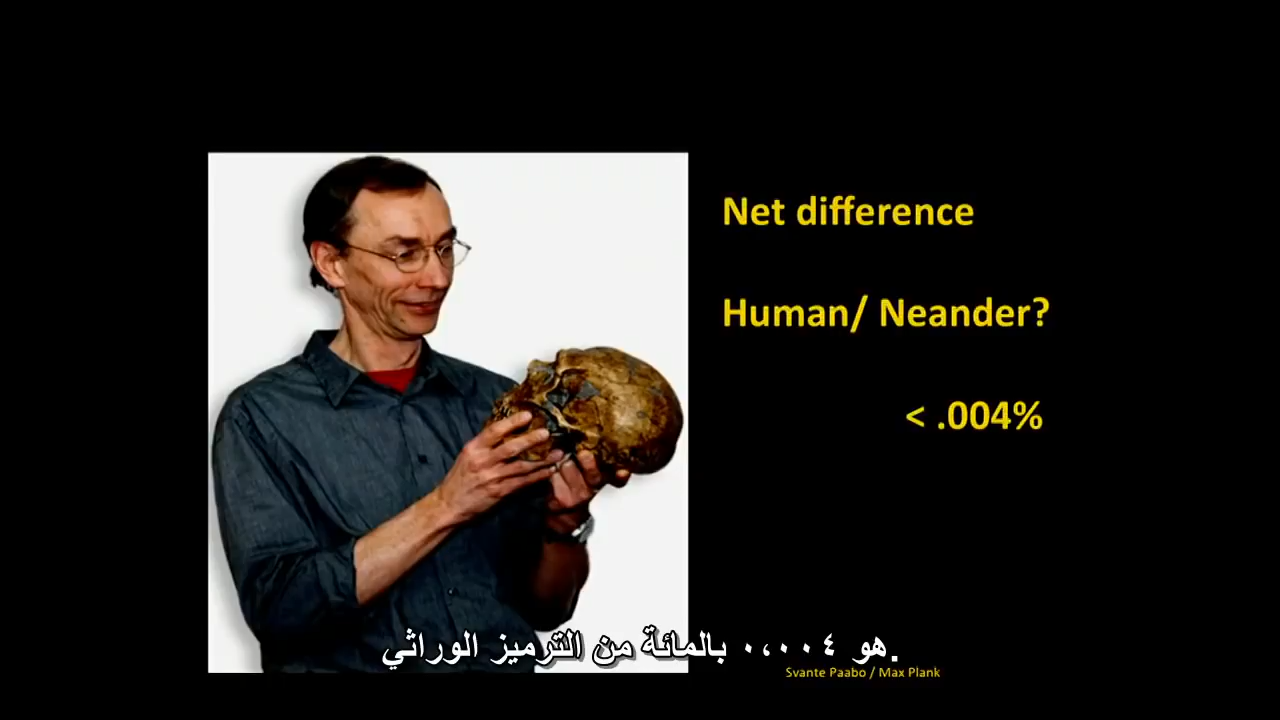 Net difference
Human/ Neander?
< .004%
هو ٠،٠٠٤ بالمائة من الترميز الوراثي.
Svante Paabo / Max Plank